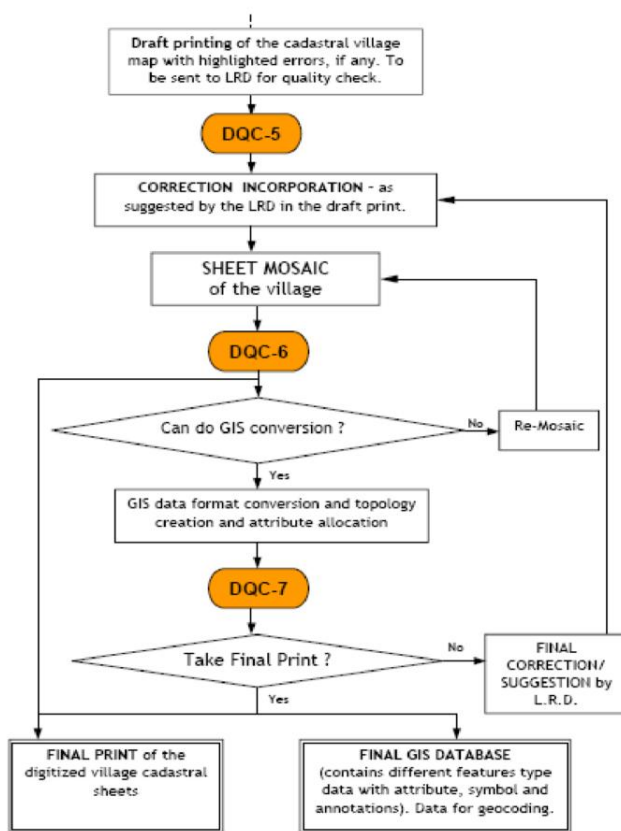 Draft printing of the cadastral village
map with highlighted errors, if any. To
be sent to LRD for quality check.
DQC-5
CORRECTION INCORPORATION - as
suggested by the LRD in the draft print.
SHEET MOSAIC
of the village
DQC-6
Can do GIS conversion ?
No
Re-Mosaic
Yes
GIS data format conversion and topology
creation and attribute allocation
DQC-7
Take Final Print ?
No
FINAL
CORRECTION/
SUGGESTION by
L.R.D.
Yes
FINAL PRINT of the
digitized village cadastral
sheets
FINAL GIS DATABASE
(contains different features type
data with attribute, symbol and
annotations). Data for geocoding.